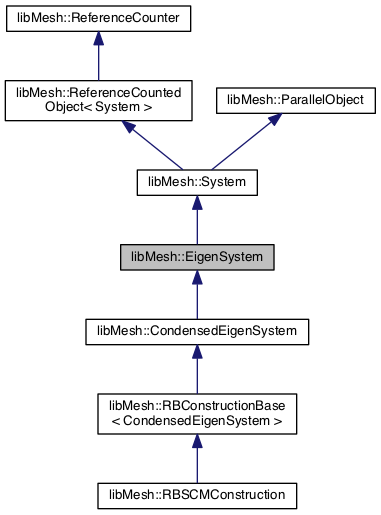 libMesh::ReferenceCounter
libMesh::ReferenceCounted
Object< System >
libMesh::ParallelObject
libMesh::System
libMesh::EigenSystem
libMesh::CondensedEigenSystem
libMesh::RBConstructionBase
< CondensedEigenSystem >
libMesh::RBSCMConstruction